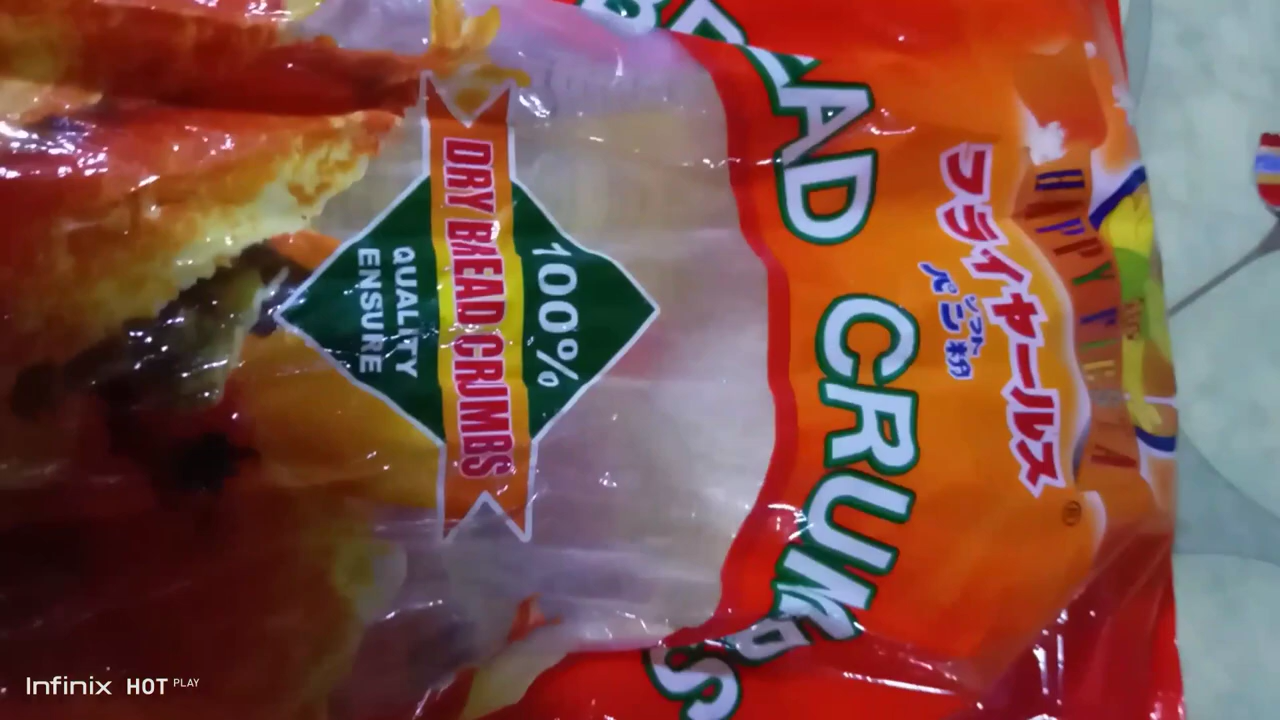 HAPPY FIESTA
フライヤールス
®
ソフト
パン粉
BREAD CRUMBS
100%
DRY BREAD CRUMBS
QUALITY
ENSURE
Infinix HOT PLAY